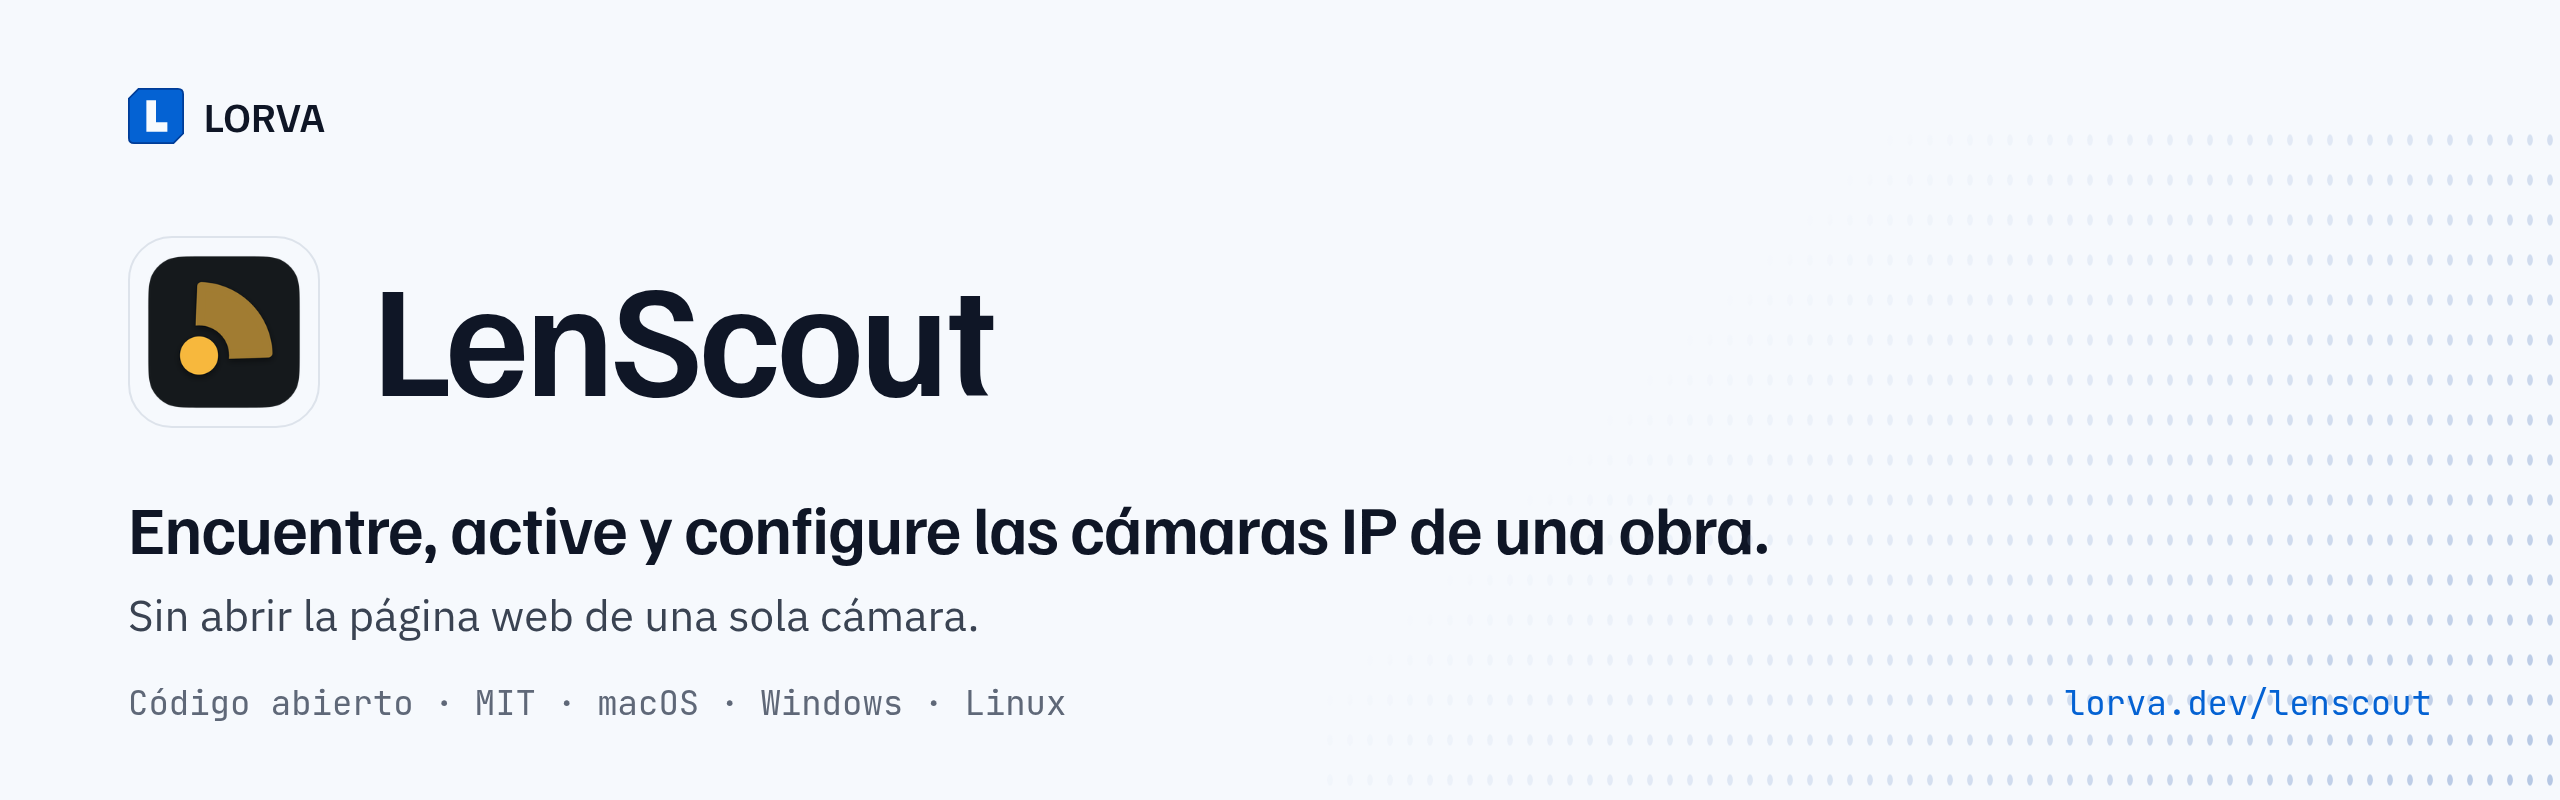 L LORVA
LenScout
Encuentre, active y configure las cámaras IP de una obra.
Sin abrir la página web de una sola cámara.
Código abierto · MIT · macOS · Windows · Linux
lorva.dev/lenscout